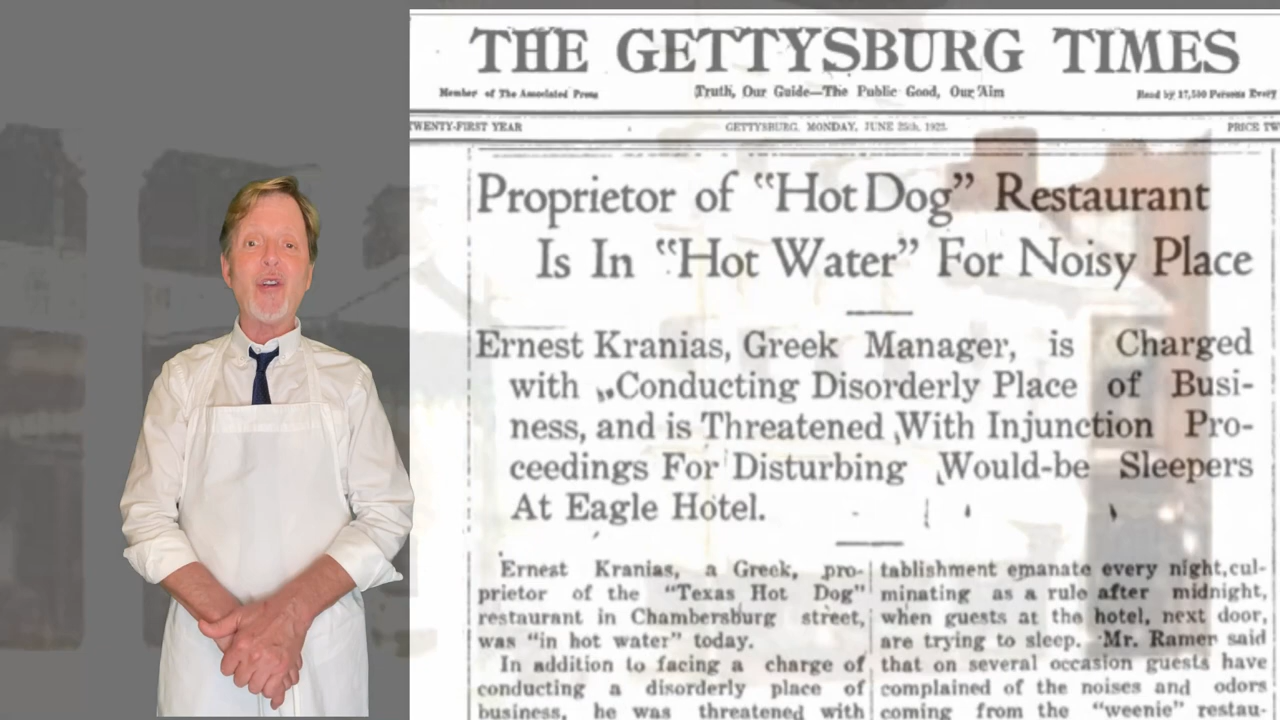 THE GETTYSBURG TIMES
Member of The Associated Press
Truth, Our Guide—The Public Good, Our Aim
Read by 17,500 Persons Every
TWENTY-FIRST YEAR
GETTYSBURG, MONDAY, JUNE 25th, 1923.
PRICE TW
Proprietor of "Hot Dog" Restaurant
Is In "Hot Water" For Noisy Place
Ernest Kranias, Greek Manager, is Charged
with Conducting Disorderly Place of Busi-
ness, and is Threatened With Injunction Pro-
ceedings For Disturbing Would-be Sleepers
At Eagle Hotel.
Ernest Kranias, a Greek, pro-
prietor of the "Texas Hot Dog"
restaurant in Chambersburg street,
was "in hot water" today.
In addition to facing a charge of
conducting a disorderly place of
business, he was threatened with
tablishment emanate every night, cul-
minating as a rule after midnight,
when guests at the hotel, next door,
are trying to sleep. Mr. Ramer said
that on several occasion guests have
complained of the noises and odors
coming from the "weenie" restau-